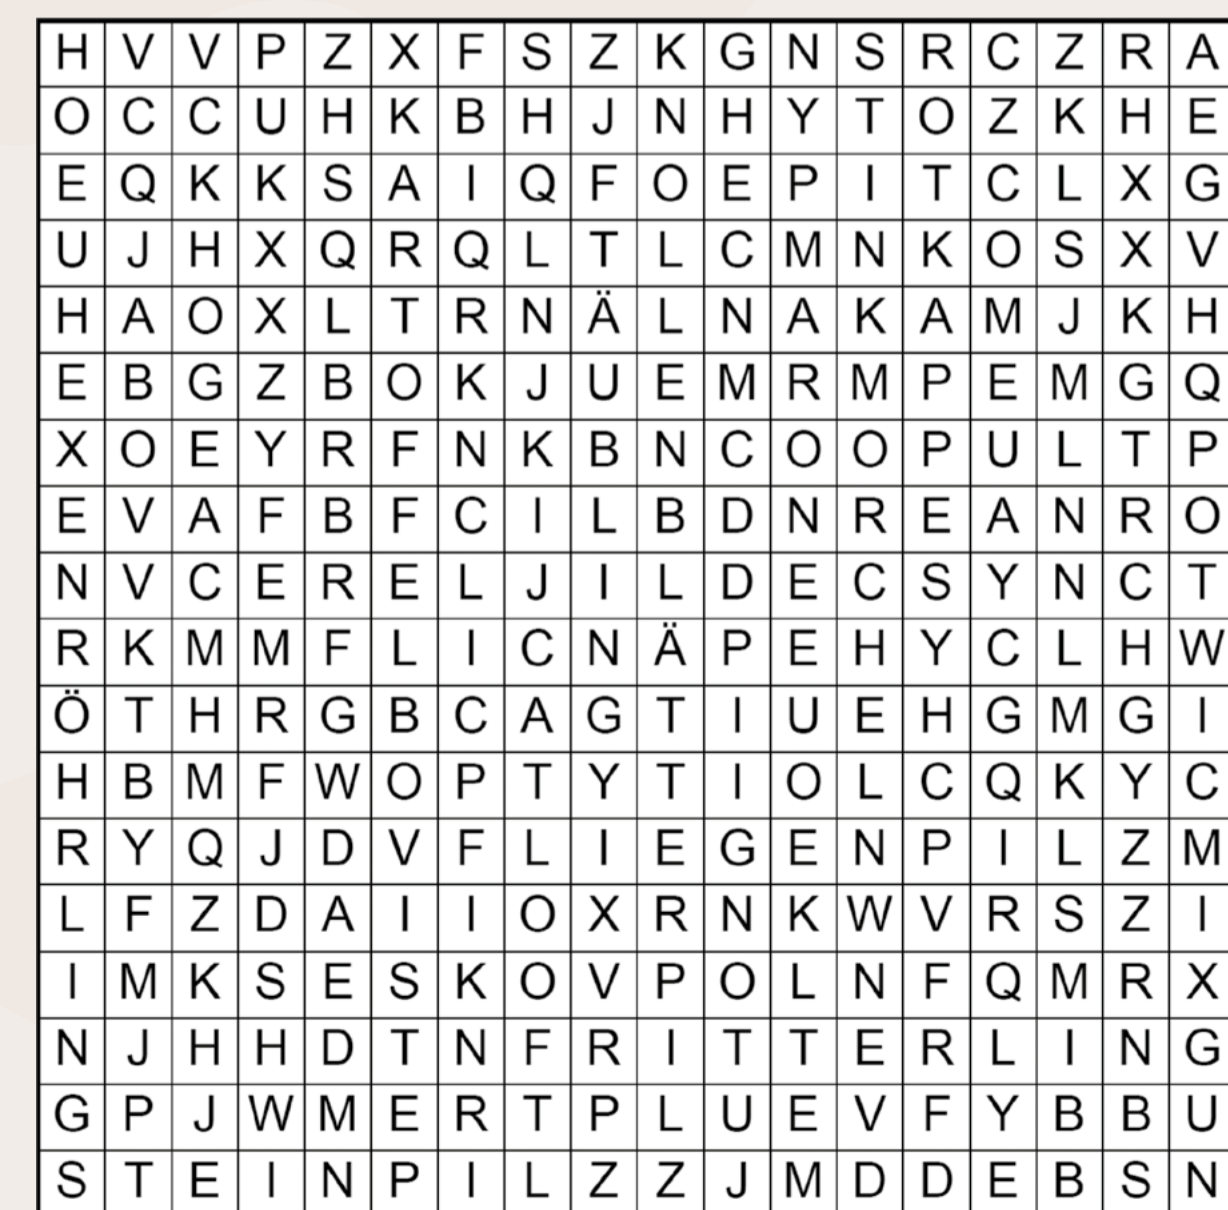 H V V P Z X F S Z K G N S R C Z R A
O C C U H K B H J N H Y T O Z K H E
E Q K K S A I Q F O E P I T C L X G
U J H X Q R Q L T L C M N K O S X V
H A O X L T R N Ä L N A K A M J K H
E B G Z B O K J U E M R M P E M G Q
X O E Y R F N K B N C O O P U L T P
E V A F B F C I L B D N R E A N R O
N V C E R E L J I L D E C S Y N C T
R K M M F L I C N Ä P E H Y C L H W
Ö T H R G B C A G T I U E H G M G I
H B M F W O P T Y T I O L C Q K Y C
R Y Q J D V F L I E G E N P I L Z M
L F Z D A I I O X R N K W V R S Z I
I M K S E S K O V P O L N F Q M R X
N J H H D T N F R I T T E R L I N G
G P J W M E R T P L U E V F Y B B U
S T E I N P I L Z Z J M D D E B S N